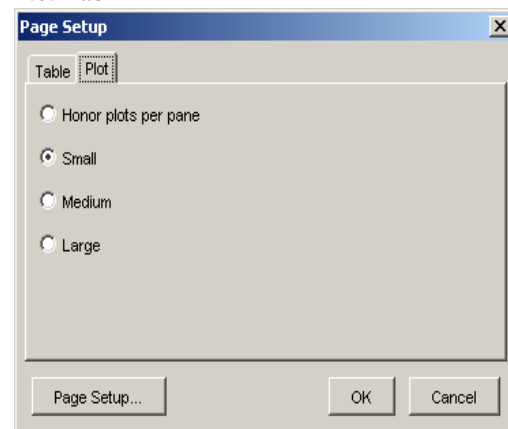 Page Setup
Table Plot
Honor plots per pane
Small
Medium
Large
Page Setup... OK Cancel